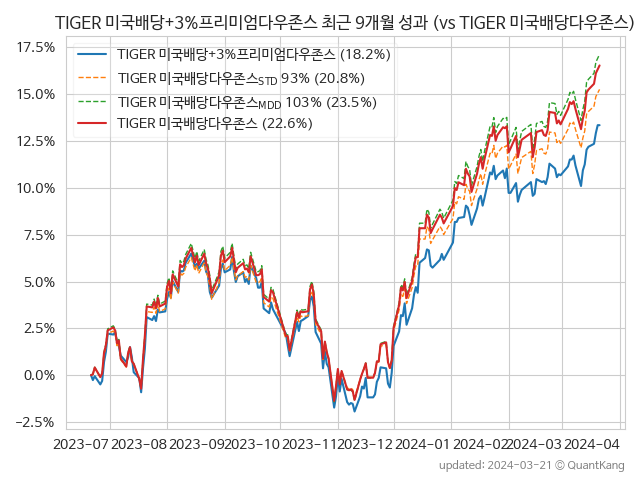 TIGER 미국배당+3%프리미엄다우존스 최근 9개월 성과 (vs TIGER 미국배당다우존스)
17.5%
15.0%
12.5%
10.0%
7.5%
5.0%
2.5%
0.0%
−2.5%
TIGER 미국배당+3%프리미엄다우존스 (18.2%)
TIGER 미국배당다우존스STD 93% (20.8%)
TIGER 미국배당다우존스MDD 103% (23.5%)
TIGER 미국배당다우존스 (22.6%)
2023-07 2023-08 2023-09 2023-10 2023-11 2023-12 2024-01 2024-02 2024-03 2024-04
updated: 2024-03-21 @ QuantKang